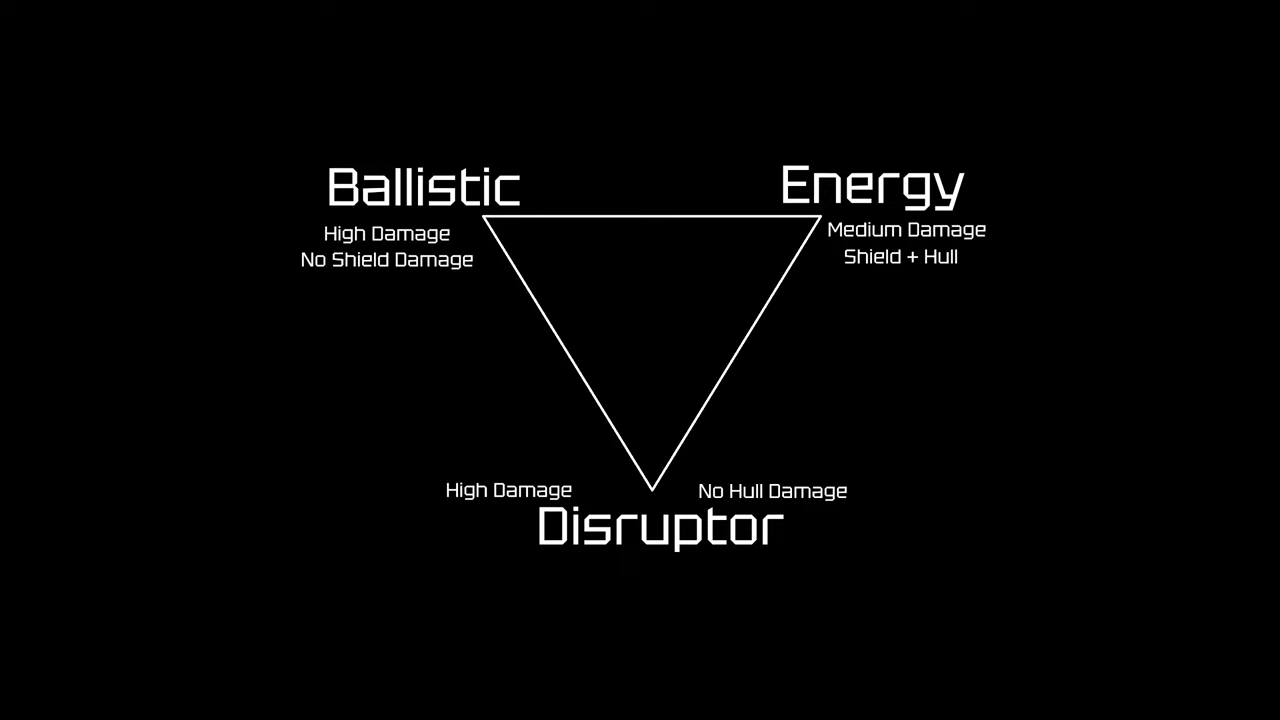 Ballistic
High Damage
No Shield Damage
Energy
Medium Damage
Shield + Hull
High Damage
No Hull Damage
Disruptor